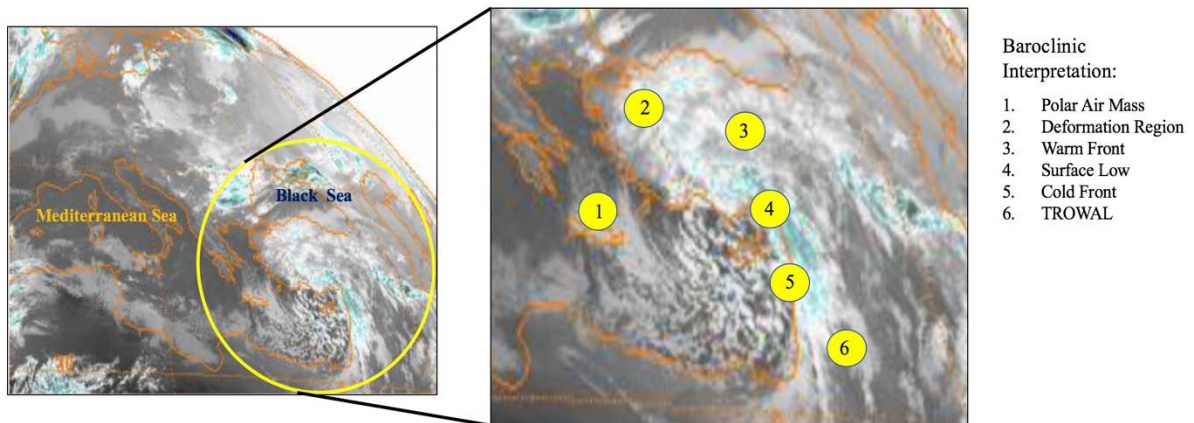 Mediterranean Sea
Black Sea
1
2
3
4
5
6
Baroclinic
Interpretation:
1. Polar Air Mass
2. Deformation Region
3. Warm Front
4. Surface Low
5. Cold Front
6. TROWAL